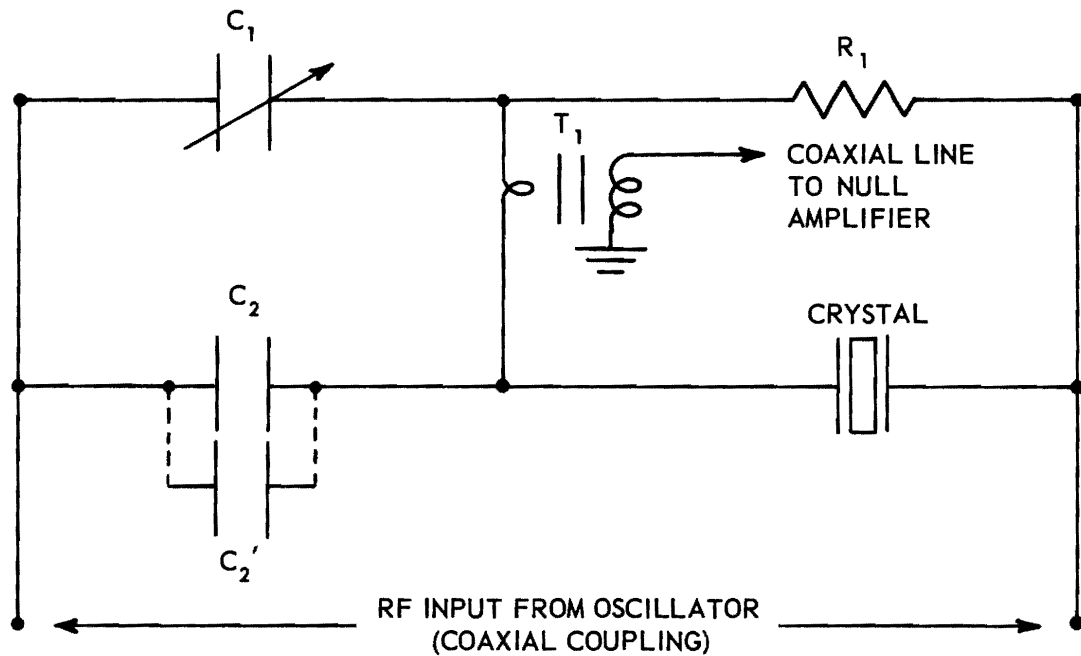 C₁
R₁
T₁
COAXIAL LINE
TO NULL
AMPLIFIER
C₂
CRYSTAL
C₂'
RF INPUT FROM OSCILLATOR
(COAXIAL COUPLING)